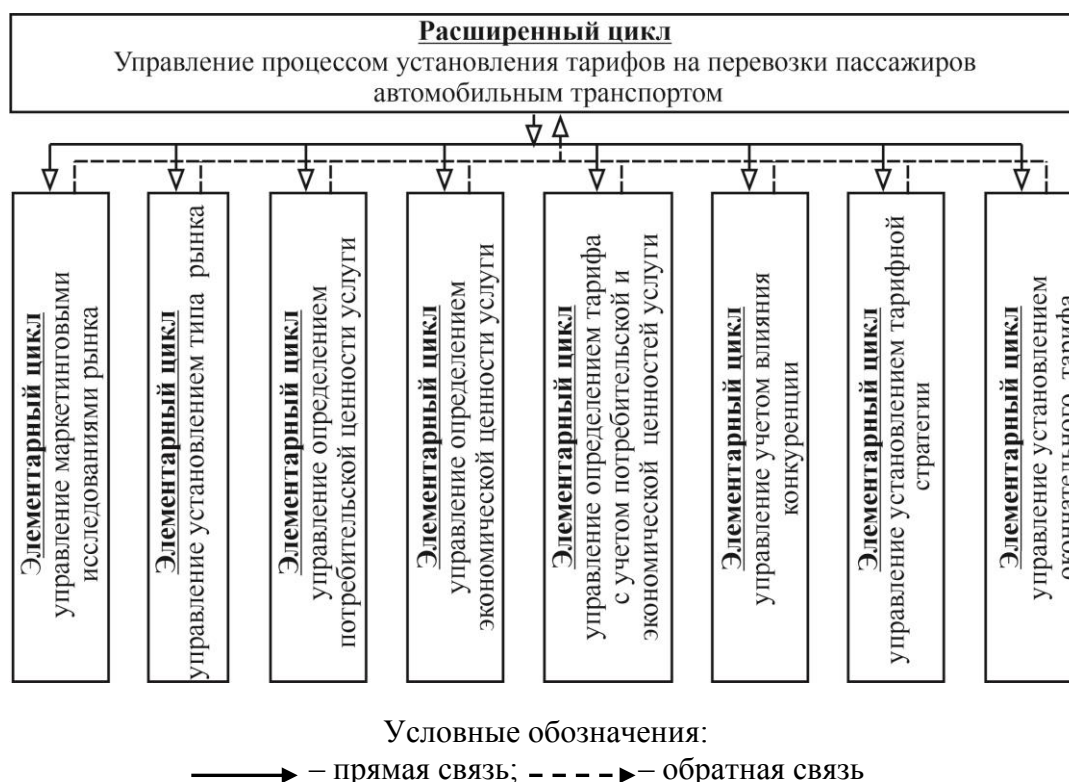 Расширенный цикл
Управление процессом установления тарифов на перевозки пассажиров
автомобильным транспортом
Элементарный цикл
управление маркетинговыми
исследованиями рынка
Элементарный цикл
управление установлением типа рынка
Элементарный цикл
управление определением
потребительской ценности услуги
Элементарный цикл
управление определением
экономической ценности услуги
Элементарный цикл
управление определением тарифа
с учетом потребительской и
экономической ценностей услуги
Элементарный цикл
управление учетом влияния
конкуренции
Элементарный цикл
управление установлением тарифной
стратегии
Элементарный цикл
управление установлением
окончательного тарифа
Условные обозначения:
– прямая связь; – обратная связь